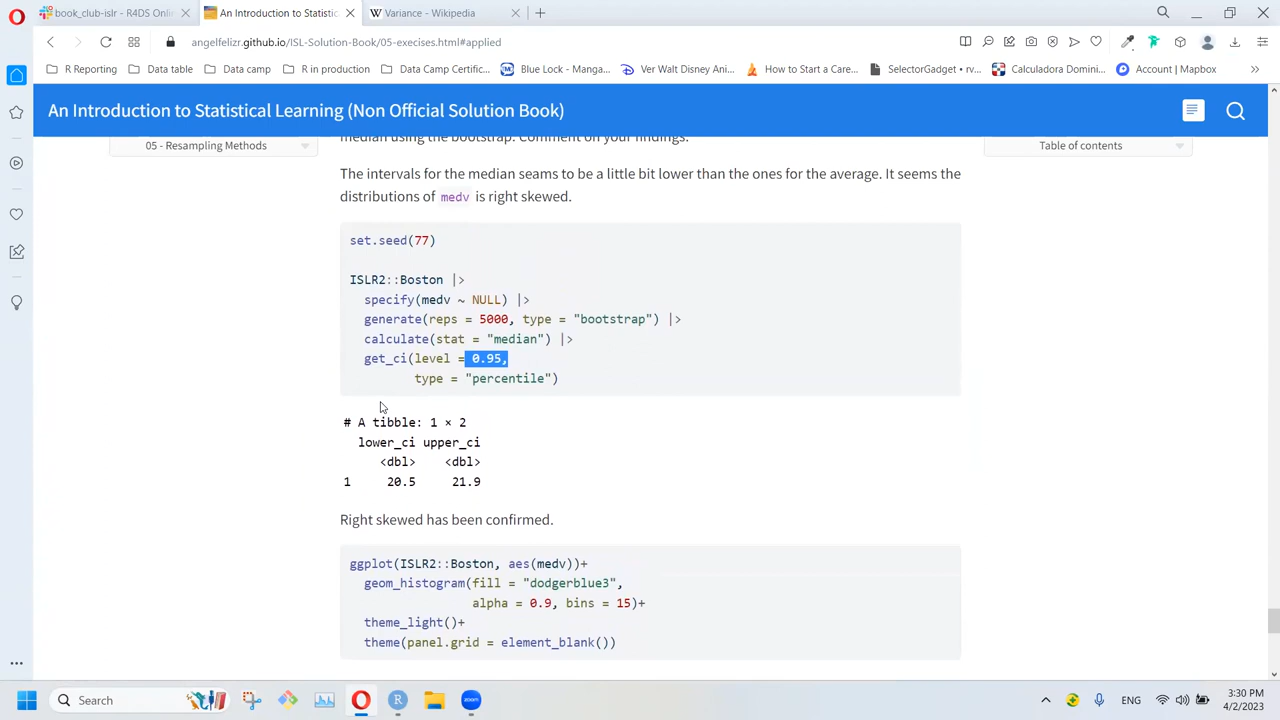 book_club-islr - R4DS Onlin
An Introduction to Statistic
Variance - Wikipedia
angelfelizr.github.io/ISL-Solution-Book/05-execises.html#applied
R Reporting
Data table
Data camp
R in production
Data Camp Certific...
Blue Lock - Manga...
Ver Walt Disney Ani...
How to Start a Care...
SelectorGadget • rv...
Calculadora Domini...
Account | Mapbox
An Introduction to Statistical Learning (Non Official Solution Book)
05 - Resampling Methods
median using the bootstrap. Comment on your findings.
Table of contents
The intervals for the median seams to be a little bit lower than the ones for the average. It seems the
distributions of medv is right skewed.
set.seed(77)
ISLR2::Boston |>
specify(medv ~ NULL) |>
generate(reps = 5000, type = "bootstrap") |>
calculate(stat = "median") |>
get_ci(level = 0.95,
type = "percentile")
# A tibble: 1 × 2
lower_ci upper_ci
<dbl> <dbl>
1 20.5 21.9
Right skewed has been confirmed.
ggplot(ISLR2::Boston, aes(medv))+
geom_histogram(fill = "dodgerblue3",
alpha = 0.9, bins = 15)+
theme_light()+
theme(panel.grid = element_blank())
Search
zoom
ENG
3:30 PM
4/2/2023